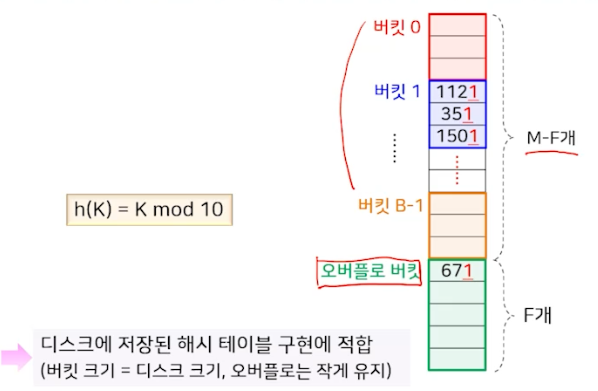 버킷 0
버킷 1
1121
351
1501
M-F개
h(K) = K mod 10
버킷 B-1
오버플로 버킷
671
F개
디스크에 저장된 해시 테이블 구현에 적합
(버킷 크기 = 디스크 크기, 오버플로는 작게 유지)